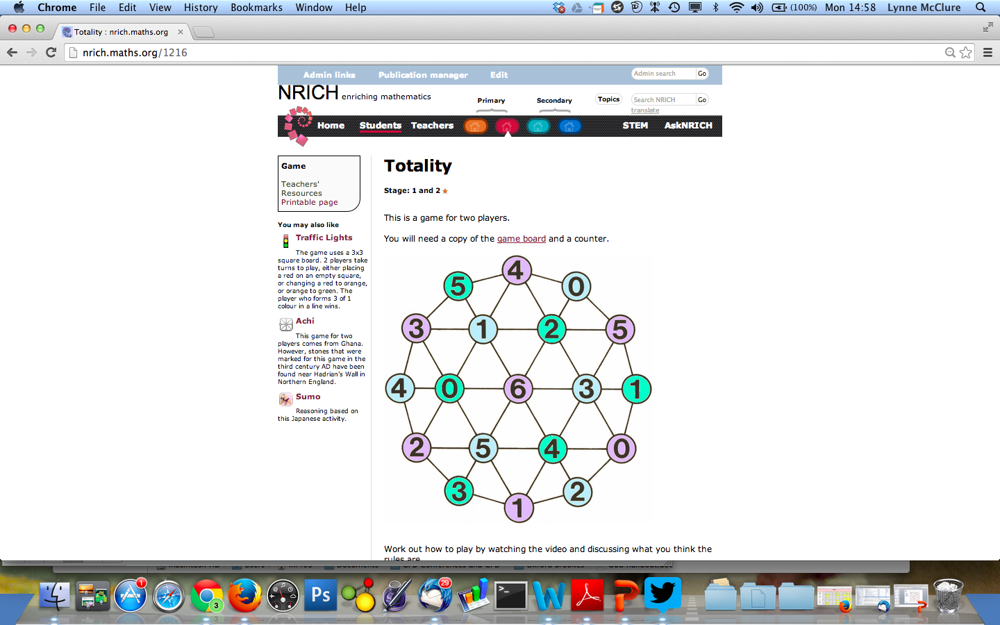 Chrome File Edit View History Bookmarks Window Help (100%) Mon 14:58 Lynne McClure
Totality : nrich.maths.org
nrich.maths.org/1216
Admin links Publication manager Edit Admin search Go
NRICH enriching mathematics
Primary Secondary Topics Search NRICH Go
translate
Home Students Teachers STEM AskNRICH
Game
Teachers'
Resources
Printable page
You may also like
Traffic Lights
The game uses a 3x3
square board. 2 players take
turns to play, either placing
a red on an empty square,
or changing a red to orange,
or orange to green. The
player who forms 3 of 1
colour in a line wins.
Achi
This game for two
players comes from Ghana.
However, stones that were
marked for this game in the
third century AD have been
found near Hadrian's Wall in
Northern England.
Sumo
Reasoning based on
this Japanese activity.
Totality
Stage: 1 and 2
This is a game for two players.
You will need a copy of the game board and a counter.
4
5 0
3 1 2 5
4 0 6 3 1
2 5 4 0
3 2
1
Work out how to play by watching the video and discussing what you think the
rules are
1
3
Ps
29
>_
W